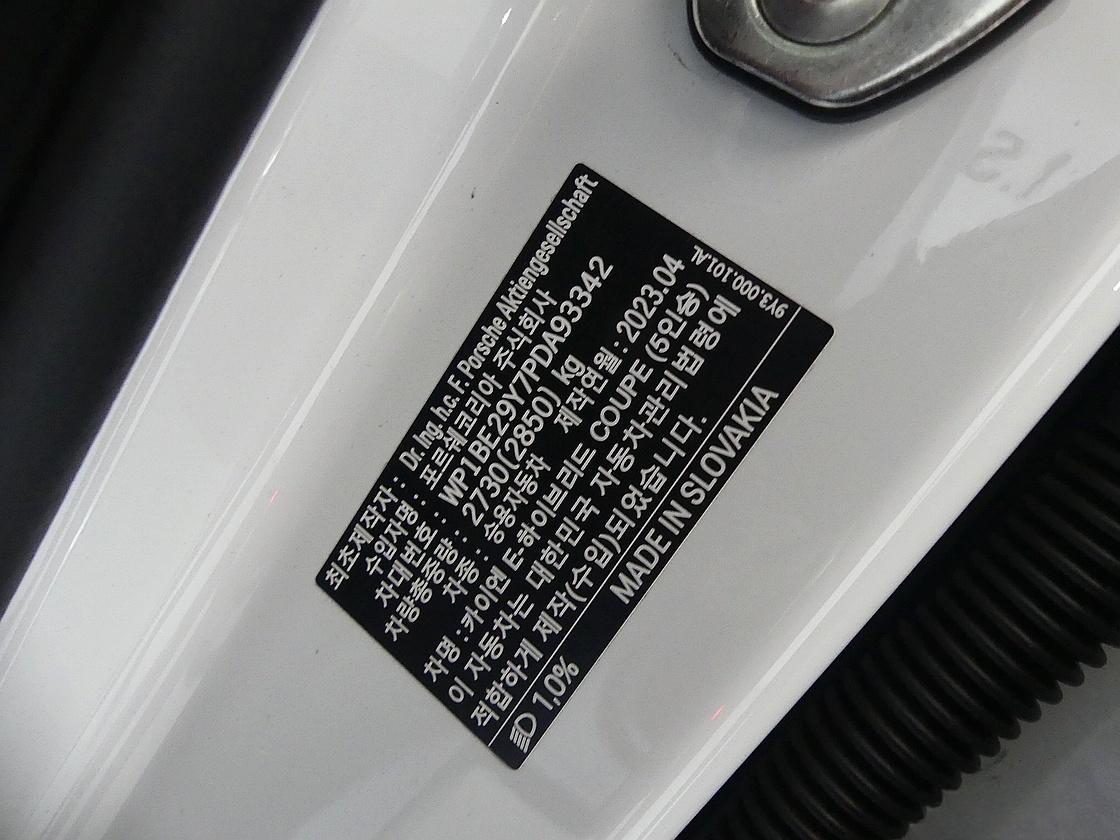 최초제작자 : Dr. Ing. h.c. F. Porsche Aktiengesellschaft
수입자명 : 포르쉐코리아 주식회사
차대번호 : WP1BE29Y7PDA93342
차량총중량 : 2730(2850) kg
차종 : 승용자동차 제작연월 : 2023.04
차명 : 카이엔 E-하이브리드 COUPE (5인승)
이 자동차는 대한민국 자동차관리법령에
적합하게 제작(수입)되었습니다.
9Y3.000.101.AL
1,0% MADE IN SLOVAKIA